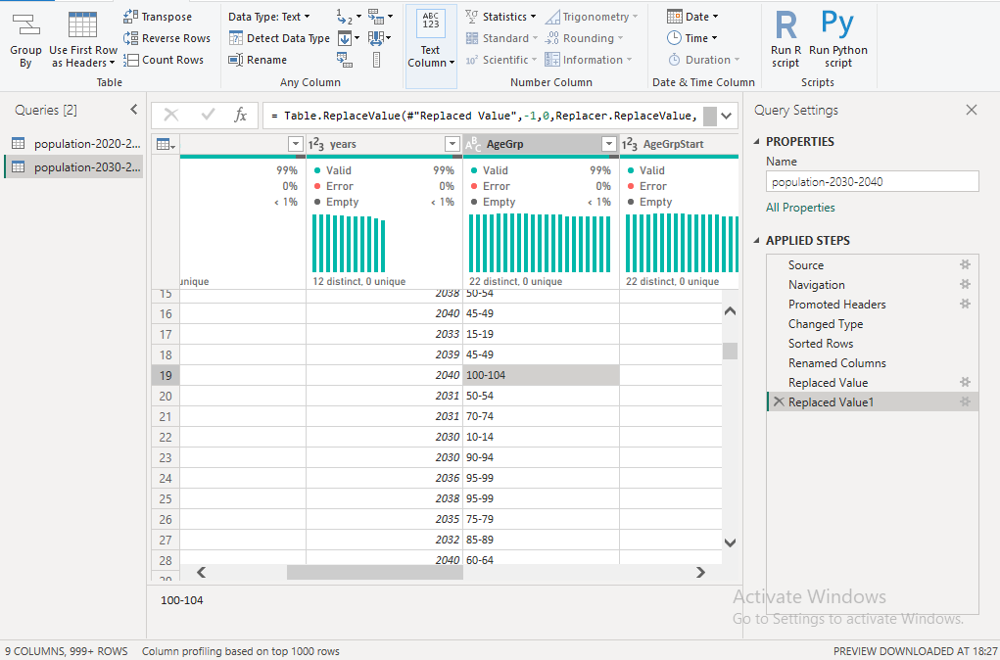 Group By
Use First Row as Headers
Transpose
Reverse Rows
Count Rows
Table
Data Type: Text
Detect Data Type
Rename
Any Column
ABC
123
Text Column
Statistics
Standard
Scientific
Trigonometry
Rounding
Information
Number Column
Date
Time
Duration
Date & Time Column
R
Run R script
Py
Run Python script
Scripts
Queries [2]
population-2020-2...
population-2030-2...
fx
= Table.ReplaceValue(#"Replaced Value",-1,0,Replacer.ReplaceValue,
123 years
ABC AgeGrp
123 AgeGrpStart
99% Valid 99% Valid 99% Valid
0% Error 0% Error 0% Error
< 1% Empty < 1% Empty < 1% Empty
unique 12 distinct, 0 unique 22 distinct, 0 unique 22 distinct, 0 unique
15 2038 50-54
16 2040 45-49
17 2033 15-19
18 2039 45-49
19 2040 100-104
20 2031 50-54
21 2031 70-74
22 2030 10-14
23 2030 90-94
24 2036 95-99
25 2038 95-99
26 2035 75-79
27 2032 85-89
28 2040 60-64
29
100-104
Query Settings
PROPERTIES
Name
population-2030-2040
All Properties
APPLIED STEPS
Source
Navigation
Promoted Headers
Changed Type
Sorted Rows
Renamed Columns
Replaced Value
Replaced Value1
Activate Windows
Go to Settings to activate Windows.
9 COLUMNS, 999+ ROWS Column profiling based on top 1000 rows
PREVIEW DOWNLOADED AT 18:27